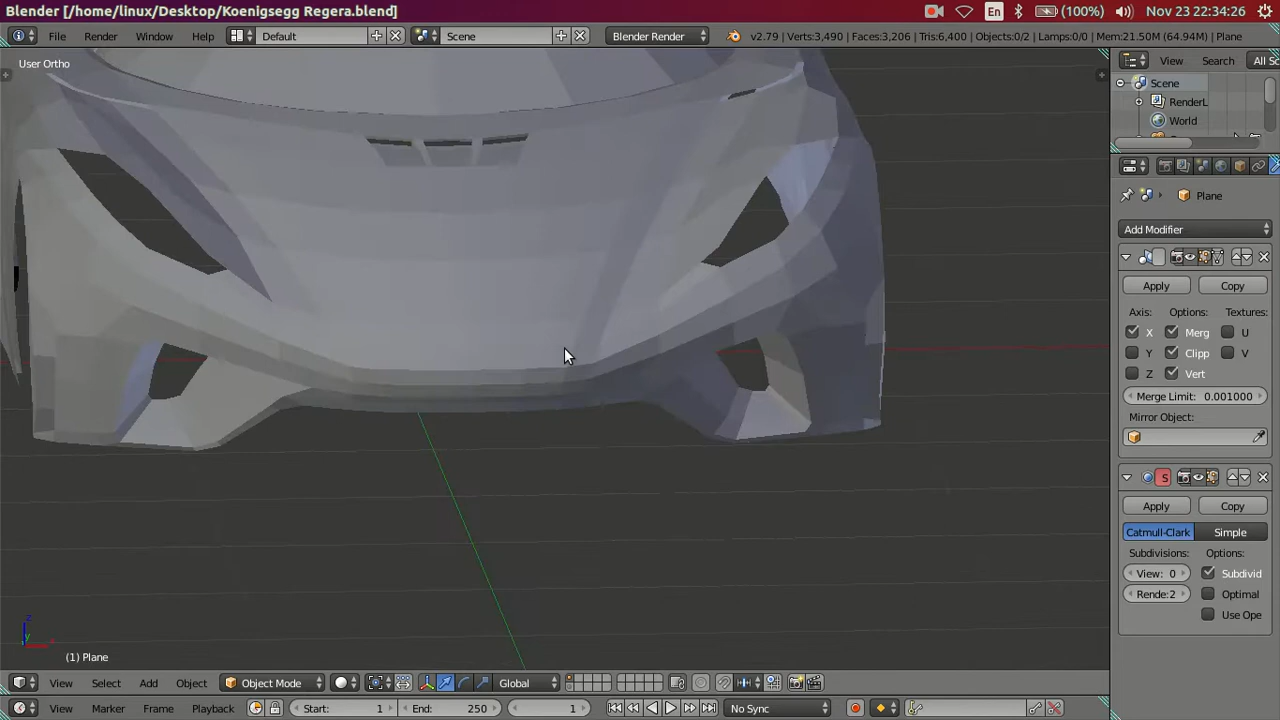 Blender [/home/linux/Desktop/Koenigsegg Regera.blend]
En
(100%)
Nov 23 22:34:26
File
Render
Window
Help
Default
Scene
Blender Render
v2.79 | Verts:3,490 | Faces:3,206 | Tris:6,400 | Objects:0/2 | Lamps:0/0 | Mem:21.50M (64.94M) | Plane
User Ortho
View
Search
All Sc
Scene
RenderL
World
Plane
Add Modifier
Apply
Copy
Axis:
Options:
Textures:
X
Merg
U
Y
Clipp
V
Z
Vert
Merge Limit: 0.001000
Mirror Object:
S
Apply
Copy
Catmull-Clark
Simple
Subdivisions:
Options:
View: 0
Subdivid
Rende:2
Optimal
Use Ope
z
y
x
(1) Plane
View
Select
Add
Object
Object Mode
Global
View
Marker
Frame
Playback
Start: 1
End: 250
1
No Sync